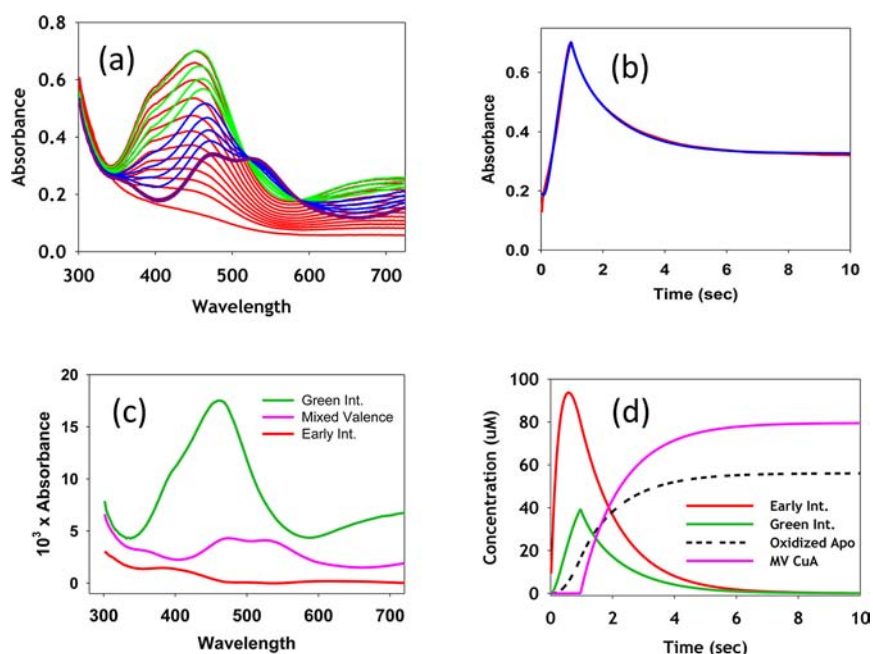 (a)
0.8
0.6
0.4
0.2
0.0
Absorbance
300 400 500 600 700
Wavelength
(b)
0.6
0.4
0.2
0.0
Absorbance
0 2 4 6 8 10
Time (sec)
(c)
20
15
10
5
0
10³ x Absorbance
Green Int.
Mixed Valence
Early Int.
300 400 500 600 700
Wavelength
(d)
100
80
60
40
20
0
Concentration (uM)
Early Int.
Green Int.
Oxidized Apo
MV CuA
0 2 4 6 8 10
Time (sec)